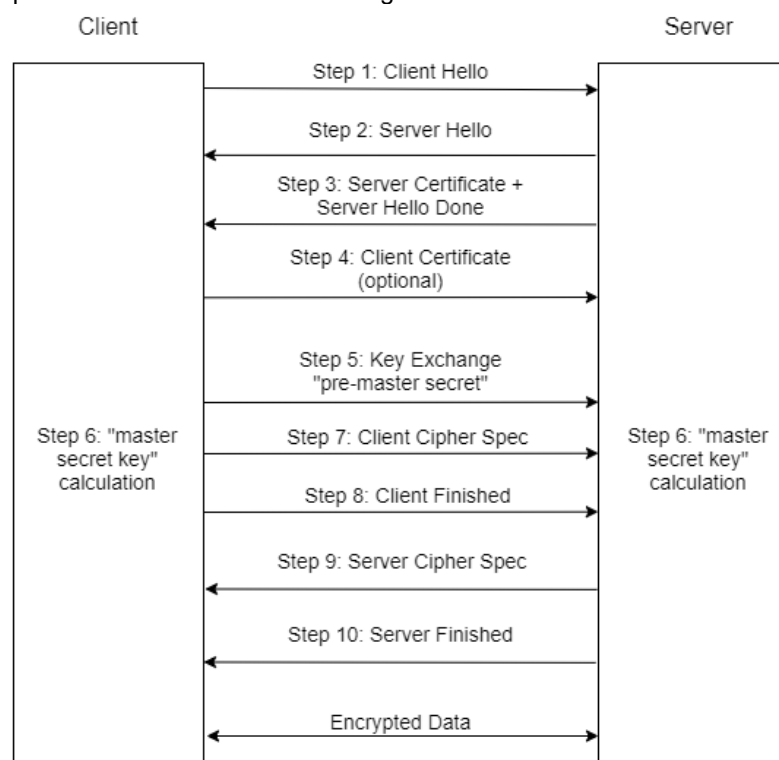 Client
Server
Step 1: Client Hello
Step 2: Server Hello
Step 3: Server Certificate +
Server Hello Done
Step 4: Client Certificate
(optional)
Step 5: Key Exchange
"pre-master secret"
Step 6: "master
secret key"
calculation
Step 7: Client Cipher Spec
Step 6: "master
secret key"
calculation
Step 8: Client Finished
Step 9: Server Cipher Spec
Step 10: Server Finished
Encrypted Data